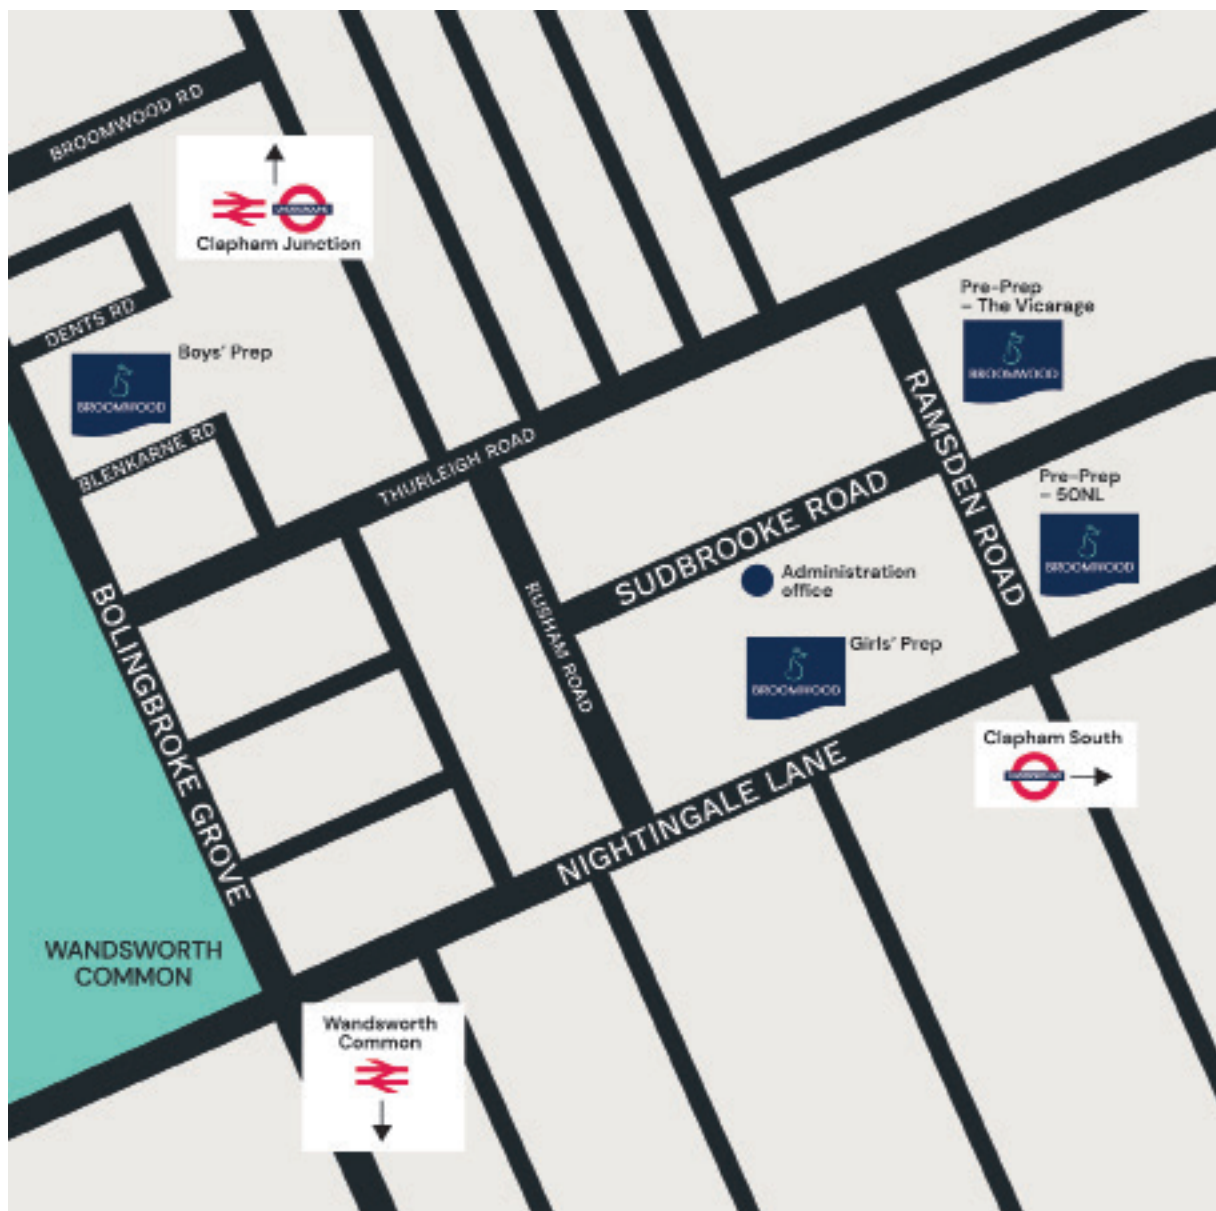 BROOMWOOD RD
UNDERGROUND
Clapham Junction
DENTS RD
Boys' Prep
BROOMWOOD
BLENKARNE RD
THURLEIGH ROAD
Pre-Prep
– The Vicarage
BROOMWOOD
RAMSDEN ROAD
Pre-Prep
– 50NL
BROOMWOOD
SUDBROOKE ROAD
Administration
office
RUSHAM ROAD
Girls' Prep
BROOMWOOD
BOLINGBROKE GROVE
NIGHTINGALE LANE
Clapham South
UNDERGROUND
WANDSWORTH
COMMON
Wandsworth
Common